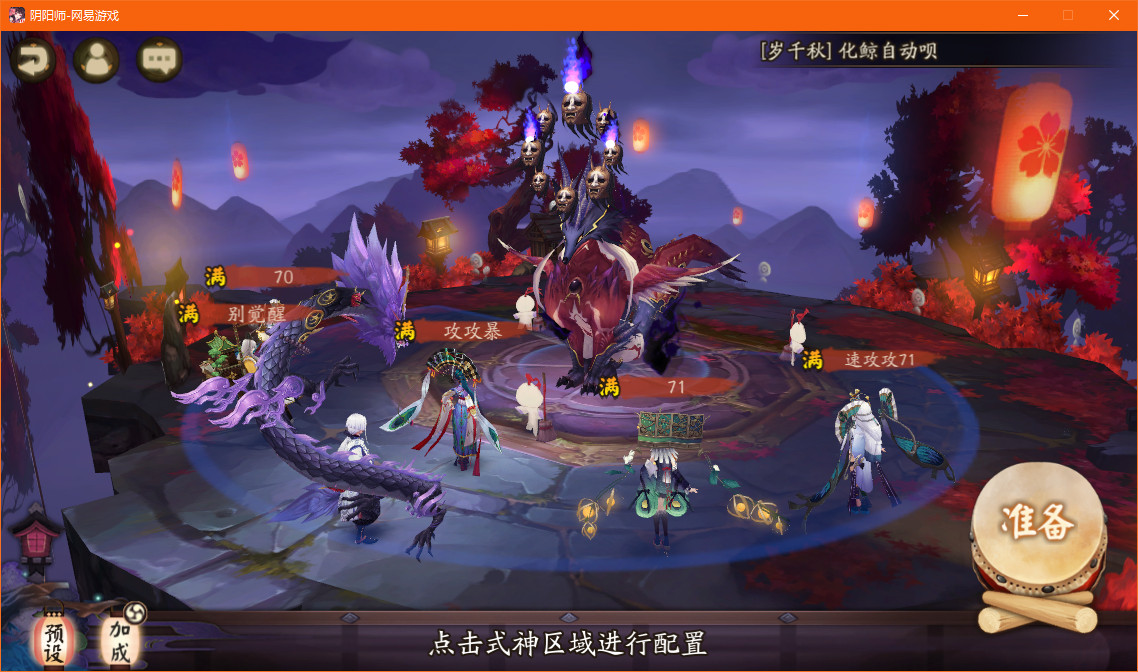 阴阳师-网易游戏
[岁千秋] 化鲸自动呗
满 70
满 别觉醒
满 攻攻暴
满 71
满 速攻攻71
准备
预设
加成
点击式神区域进行配置